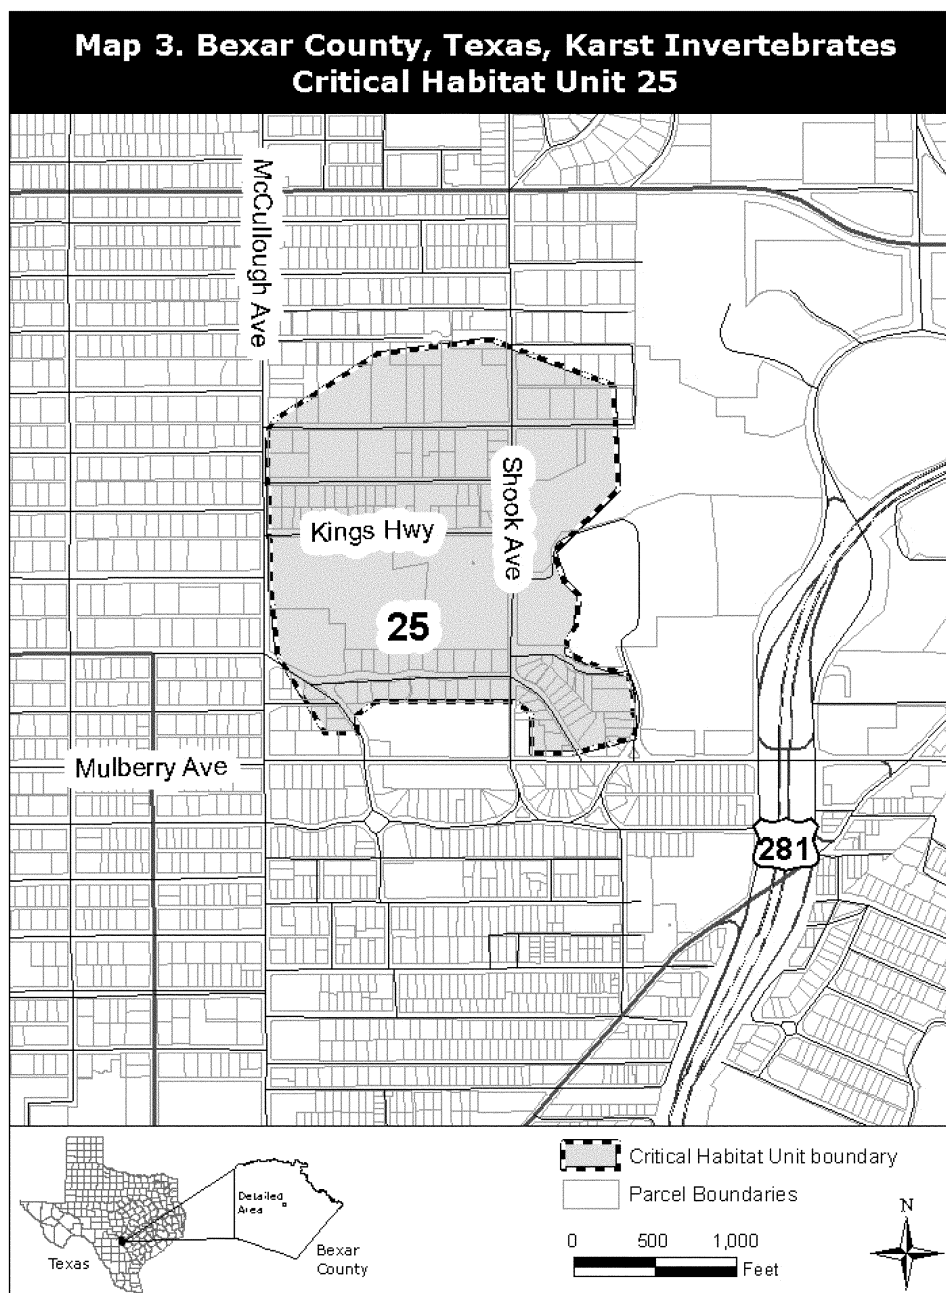 Map 3. Bexar County, Texas, Karst Invertebrates
Critical Habitat Unit 25
McCullough Ave
Shook Ave
Kings Hwy
25
Mulberry Ave
281
Critical Habitat Unit boundary
Parcel Boundaries
Detailed
Area
Texas
Bexar
County
0 500 1,000
Feet
N